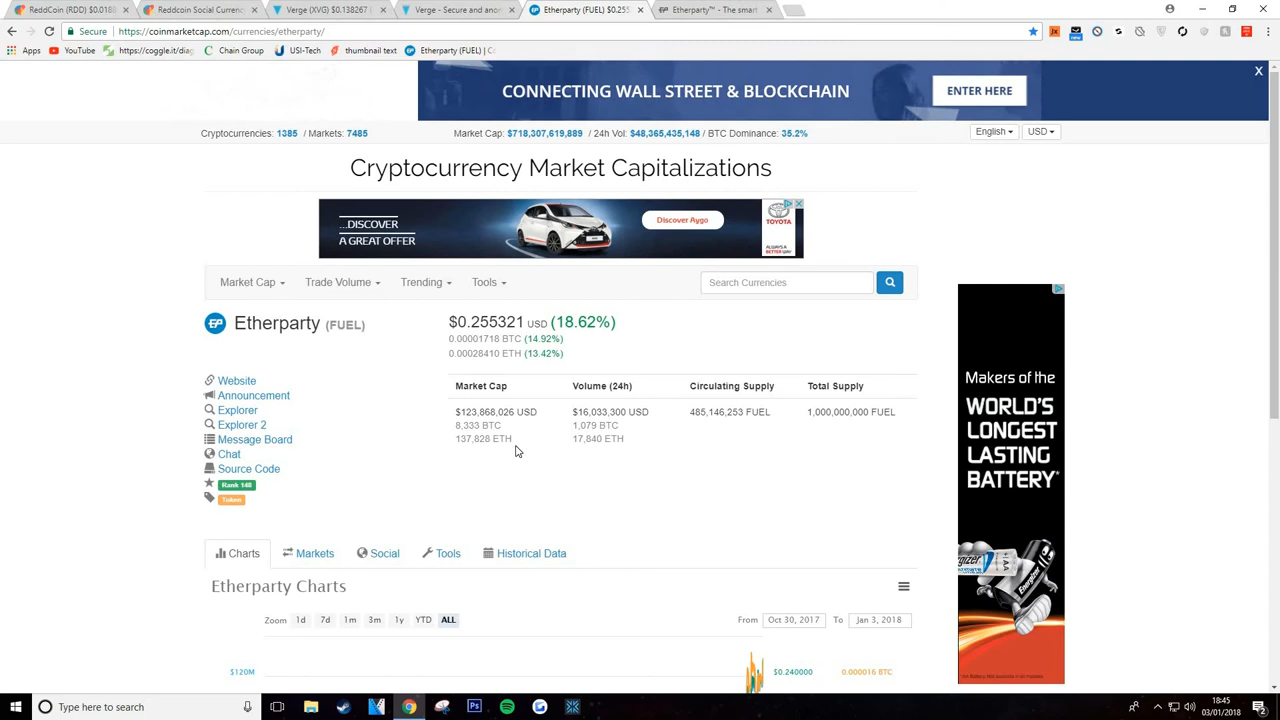 ReddCoin (RDD) $0.0188
Reddcoin Social Currenc
Verge (XVG) $0.138267
Verge - Secure and anon
Etherparty (FUEL) $0.255
Etherparty™ - The smart
Secure
https://coinmarketcap.com/currencies/etherparty/
Apps
YouTube
https://coggle.it/diag
Chain Group
USI-Tech
thumbnail text
Etherparty (FUEL) | C
CONNECTING WALL STREET & BLOCKCHAIN
ENTER HERE
X
Cryptocurrencies: 1385 / Markets: 7485
Market Cap: $718,307,619,889 / 24h Vol: $48,365,435,148 / BTC Dominance: 35.2%
English
USD
Cryptocurrency Market Capitalizations
...DISCOVER
A GREAT OFFER
Discover Aygo
TOYOTA
ALWAYS A
BETTER WAY
Market Cap
Trade Volume
Trending
Tools
Search Currencies
Etherparty (FUEL)
$0.255321 USD (18.62%)
0.00001718 BTC (14.92%)
0.00028410 ETH (13.42%)
Website
Announcement
Explorer
Explorer 2
Message Board
Chat
Source Code
Rank 148
Token
Market Cap
Volume (24h)
Circulating Supply
Total Supply
$123,868,026 USD
$16,033,300 USD
485,146,253 FUEL
1,000,000,000 FUEL
8,333 BTC
1,079 BTC
137,828 ETH
17,840 ETH
Makers of the
WORLD'S
LONGEST
LASTING
BATTERY*
Energizer
Charts
Markets
Social
Tools
Historical Data
Etherparty Charts
Zoom
1d
7d
1m
3m
1y
YTD
ALL
From
Oct 30, 2017
To
Jan 3, 2018
$120M
$0.240000
0.000016 BTC
Type here to search
18:45
03/01/2018